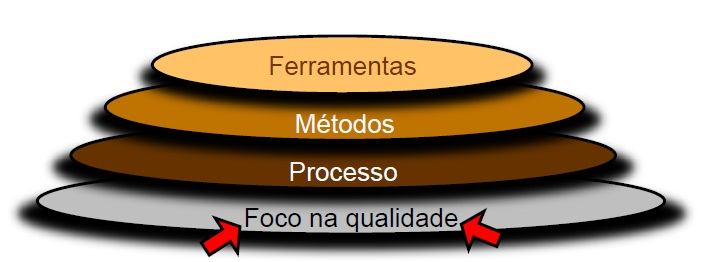 Ferramentas
Métodos
Processo
Foco na qualidade